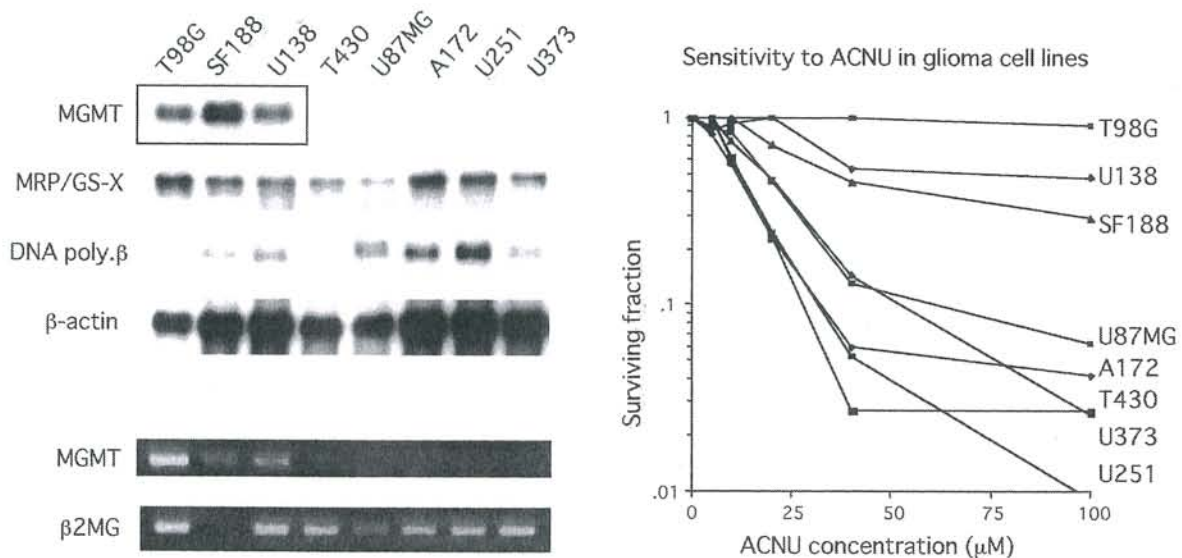 T98G SF188 U138 T430 U87MG A172 U251 U373
MGMT
MRP/GS-X
DNA poly.β
β-actin
MGMT
β2MG
Sensitivity to ACNU in glioma cell lines
Surviving fraction
1
.1
.01
0 25 50 75 100
ACNU concentration (μM)
T98G
U138
SF188
U87MG
A172
T430
U373
U251